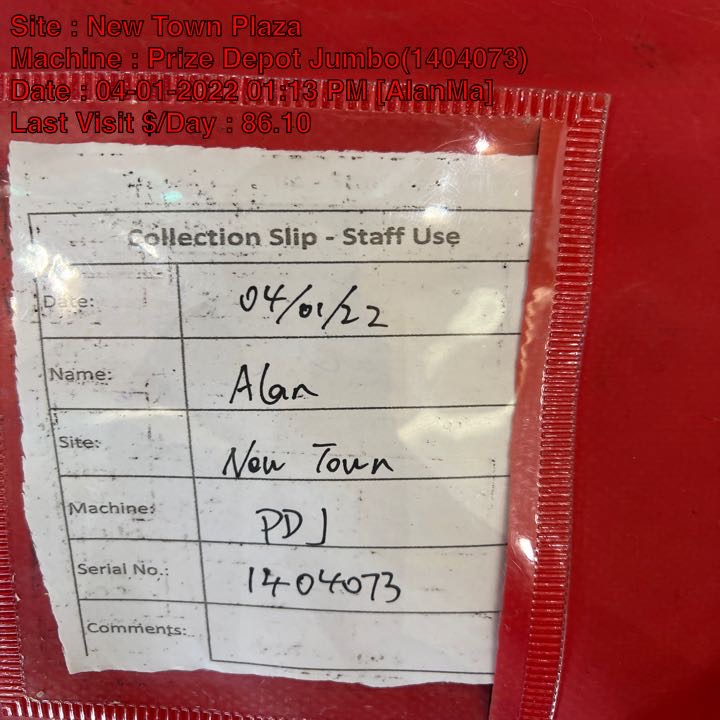 Site : New Town Plaza
Machine : Prize Depot Jumbo(1404073)
Date : 04-01-2022 01:13 PM [AlanMa]
Last Visit $/Day : 86.10
Collection Slip - Staff Use
Date: 04/01/22
Name: Alan
Site: New Town
Machine: PDJ
Serial No.: 1404073
Comments: